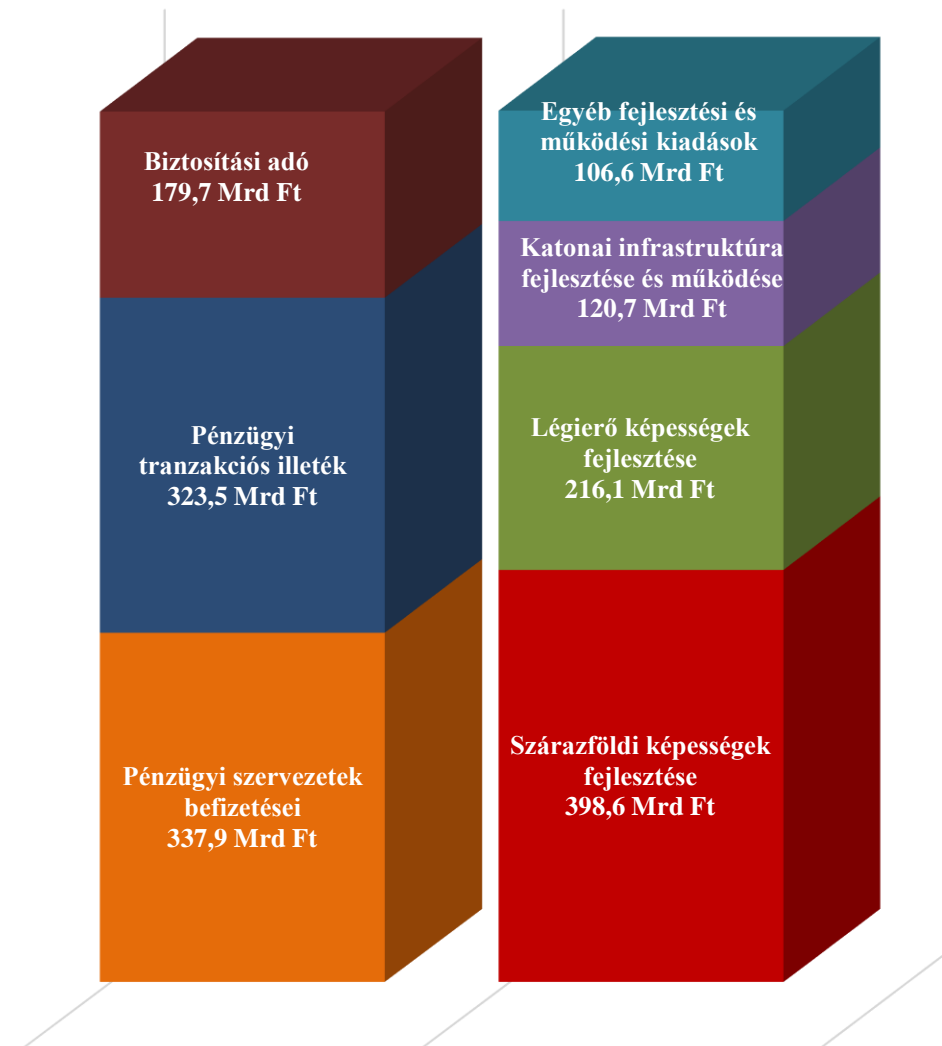 Biztosítási adó
179,7 Mrd Ft
Pénzügyi
tranzakciós illeték
323,5 Mrd Ft
Pénzügyi szervezetek
befizetései
337,9 Mrd Ft
Egyéb fejlesztési és
működési kiadások
106,6 Mrd Ft
Katonai infrastruktúra
fejlesztése és működése
120,7 Mrd Ft
Légierő képességek
fejlesztése
216,1 Mrd Ft
Szárazföldi képességek
fejlesztése
398,6 Mrd Ft